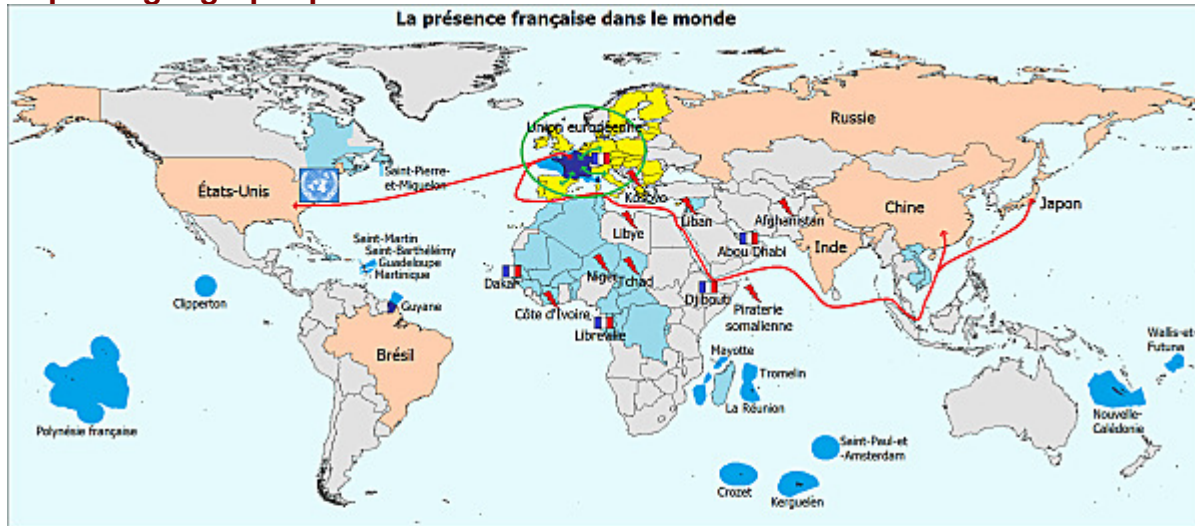 La présence française dans le monde
Russie
Union européenne
Saint-Pierre-
et-Miquelon
États-Unis
Kosovo
Chine
Japon
Liban
Afghanistan
Libye
Abou Dhabi
Inde
Saint-Martin
Saint-Barthélémy
Guadeloupe
Martinique
Clipperton
Guyane
Dakar
Niger
Tchad
Djibouti
Côte d'Ivoire
Piraterie
somalienne
Libreville
Brésil
Mayotte
Wallis-et-
Futuna
Tromelin
La Réunion
Polynésie française
Nouvelle-
Calédonie
Saint-Paul-et
-Amsterdam
Crozet
Kerguelen